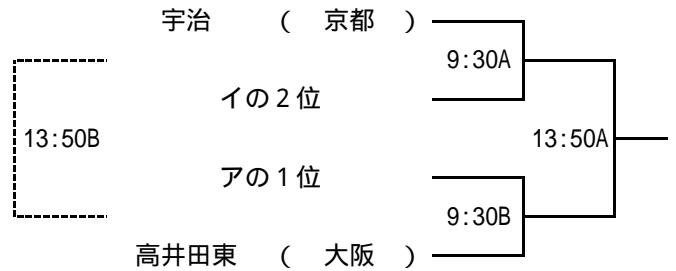 宇治 ( 京都 )
9:30A
イの2位
13:50B
13:50A
アの1位
9:30B
高井田東 ( 大阪 )